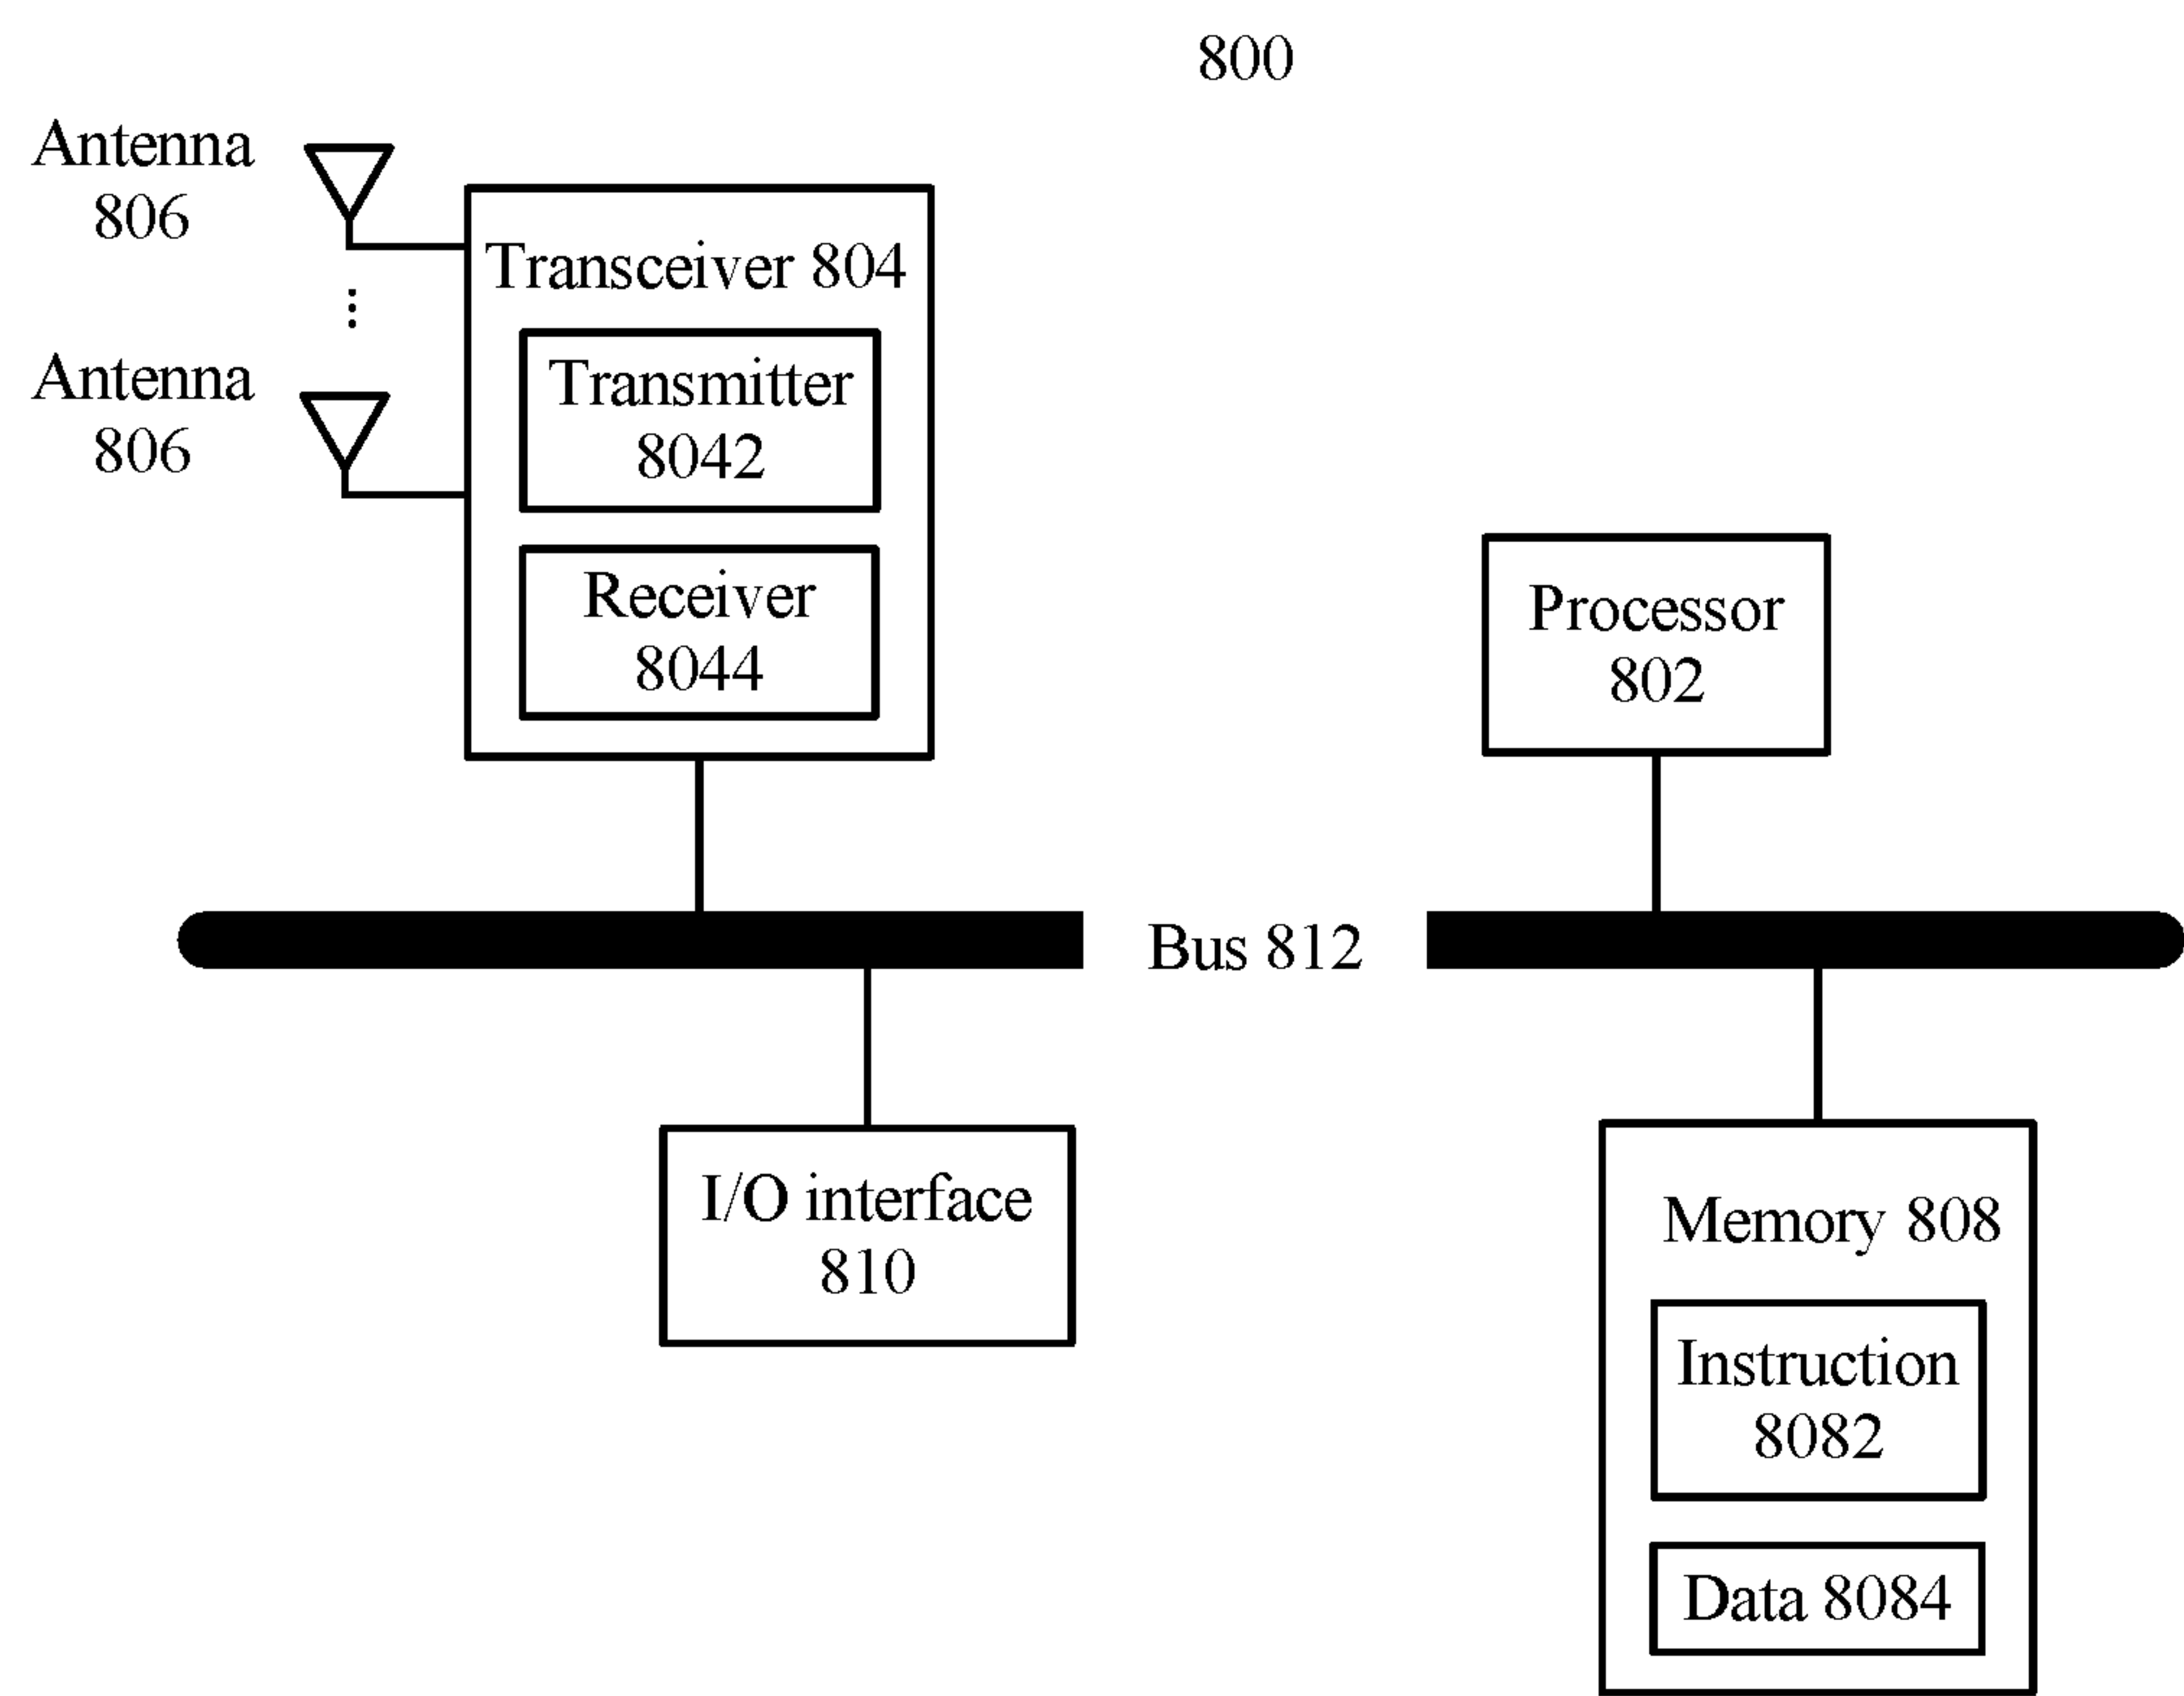 800
Antenna
806
Antenna
806
Transceiver 804
Transmitter
8042
Receiver
8044
Processor
802
Bus 812
I/O interface
810
Memory 808
Instruction
8082
Data 8084